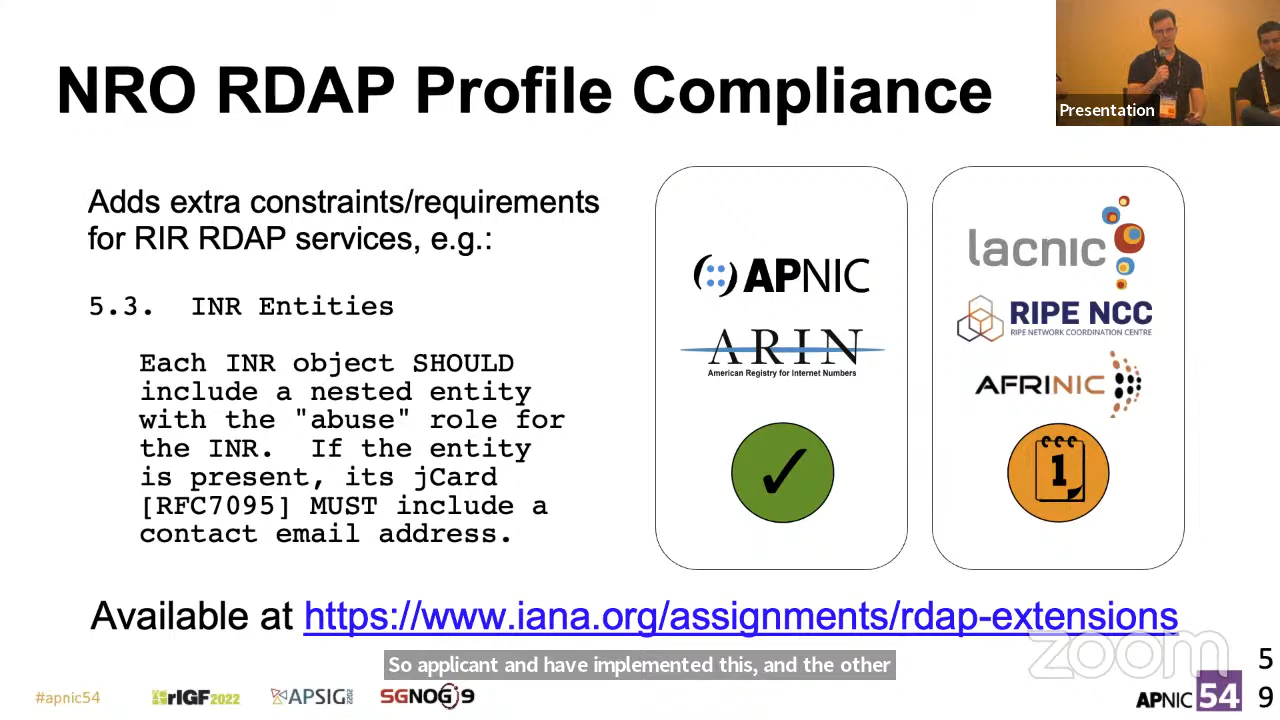 NRO RDAP Profile Compliance
Presentation
Adds extra constraints/requirements
for RIR RDAP services, e.g.:
5.3. INR Entities
Each INR object SHOULD
include a nested entity
with the "abuse" role for
the INR. If the entity
is present, its jCard
[RFC7095] MUST include a
contact email address.
APNIC
ARIN
American Registry for Internet Numbers
lacnic
RIPE NCC
RIPE NETWORK COORDINATION CENTRE
AFRINIC
1
Available at https://www.iana.org/assignments/rdap-extensions
zoom
So applicant and have implemented this, and the other
5
9
#apnic54
rIGF2022
APSIG 2022
SGNOG 9
APNIC 54